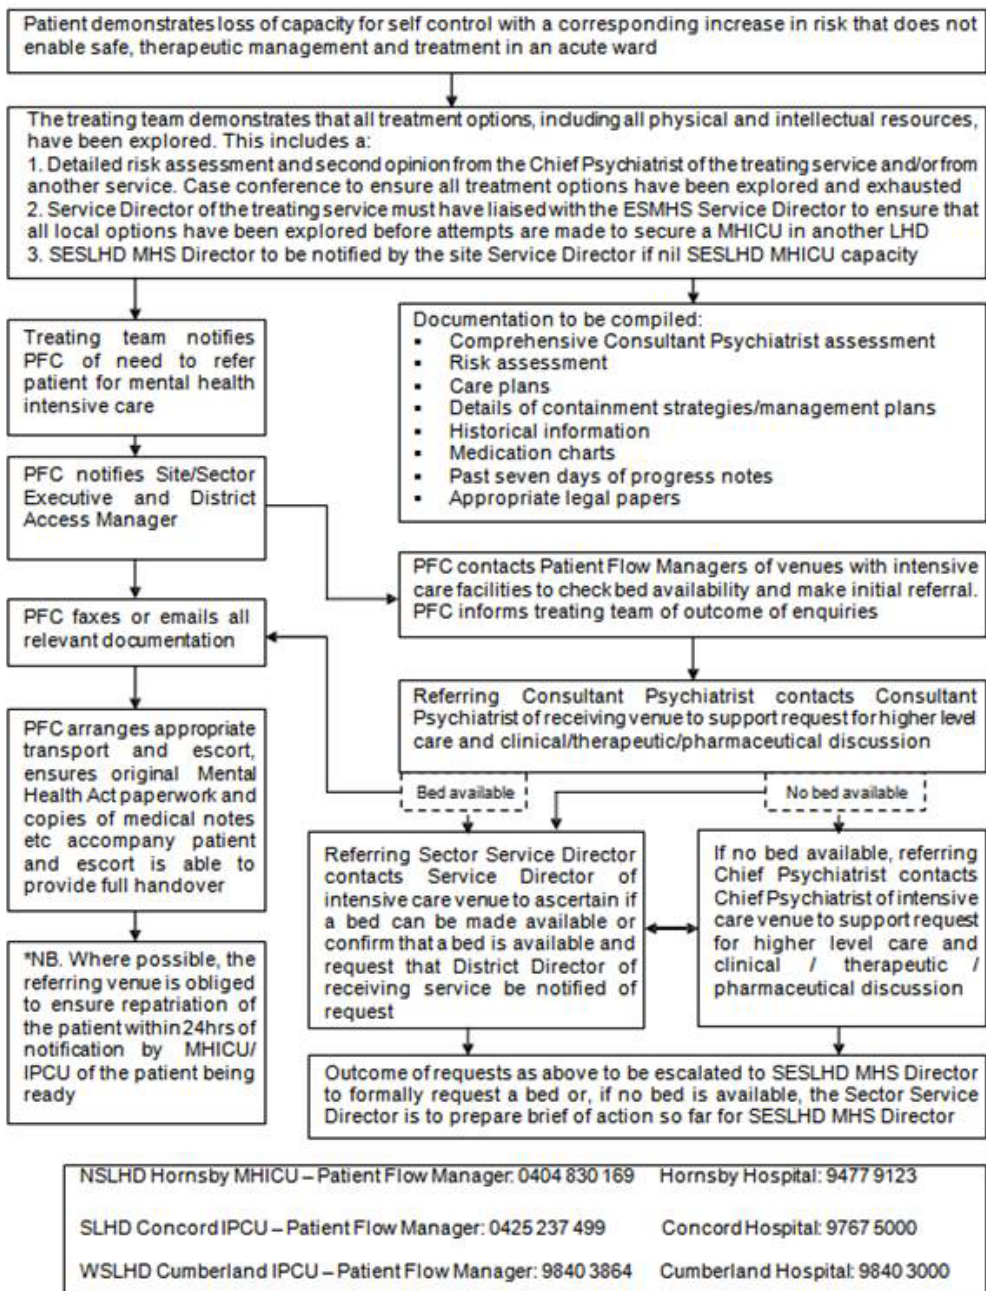 Patient demonstrates loss of capacity for self control with a corresponding increase in risk that does not
enable safe, therapeutic management and treatment in an acute ward
The treating team demonstrates that all treatment options, including all physical and intellectual resources,
have been explored. This includes a:
1. Detailed risk assessment and second opinion from the Chief Psychiatrist of the treating service and/or from
another service. Case conference to ensure all treatment options have been explored and exhausted
2. Service Director of the treating service must have liaised with the ESMHS Service Director to ensure that
all local options have been explored before attempts are made to secure a MHICU in another LHD
3. SESLHD MHS Director to be notified by the site Service Director if nil SESLHD MHICU capacity
Treating team notifies
PFC of need to refer
patient for mental health
intensive care
Documentation to be compiled:
▪ Comprehensive Consultant Psychiatrist assessment
▪ Risk assessment
▪ Care plans
▪ Details of containment strategies/management plans
▪ Historical information
▪ Medication charts
▪ Past seven days of progress notes
▪ Appropriate legal papers
PFC notifies Site/Sector
Executive and District
Access Manager
PFC contacts Patient Flow Managers of venues with intensive
care facilities to check bed availability and make initial referral.
PFC informs treating team of outcome of enquiries
PFC faxes or emails all
relevant documentation
Referring Consultant Psychiatrist contacts Consultant
Psychiatrist of receiving venue to support request for higher level
care and clinical/therapeutic/pharmaceutical discussion
PFC arranges appropriate
transport and escort,
ensures original Mental
Health Act paperwork and
copies of medical notes
etc accompany patient
and escort is able to
provide full handover
Bed available
No bed available
Referring Sector Service Director
contacts Service Director of
intensive care venue to ascertain if
a bed can be made available or
confirm that a bed is available and
request that District Director of
receiving service be notified of
request
If no bed available, referring
Chief Psychiatrist contacts
Chief Psychiatrist of intensive
care venue to support request
for higher level care and
clinical / therapeutic /
pharmaceutical discussion
*NB. Where possible, the
referring venue is obliged
to ensure repatriation of
the patient within 24hrs of
notification by MHICU/
IPCU of the patient being
ready
Outcome of requests as above to be escalated to SESLHD MHS Director
to formally request a bed or, if no bed is available, the Sector Service
Director is to prepare brief of action so far for SESLHD MHS Director
NSLHD Hornsby MHICU – Patient Flow Manager: 0404 830 169 Hornsby Hospital: 9477 9123
SLHD Concord IPCU – Patient Flow Manager: 0425 237 499 Concord Hospital: 9767 5000
WSLHD Cumberland IPCU – Patient Flow Manager: 9840 3864 Cumberland Hospital: 9840 3000